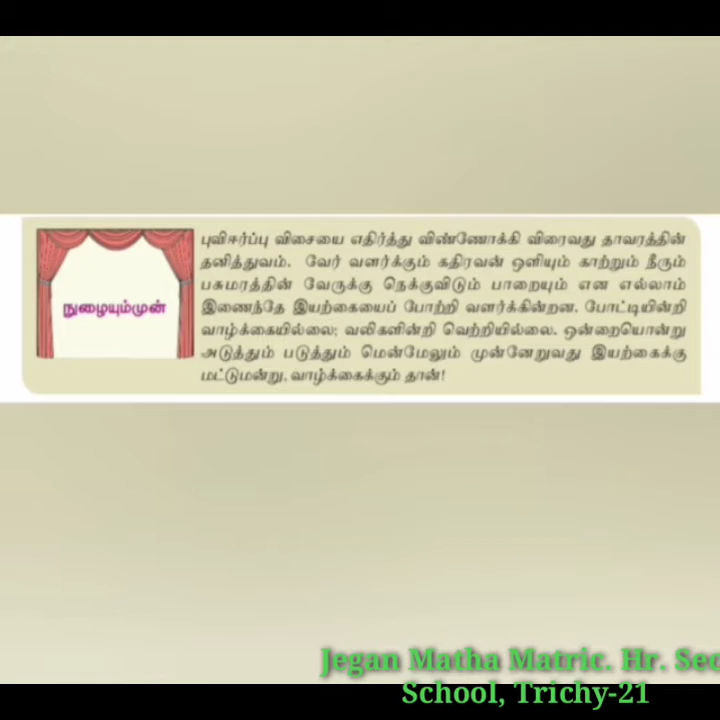 நுழையும்முன்
புவிஈர்ப்பு விசையை எதிர்த்து விண்ணோக்கி விரைவது தாவரத்தின்
தனித்துவம். வேர் வளர்க்கும் கதிரவன் ஒளியும் காற்றும் நீரும்
பசுமரத்தின் வேருக்கு நெக்குவிடும் பாறையும் என எல்லாம்
இணைந்தே இயற்கையைப் போற்றி வளர்க்கின்றன. போட்டியின்றி
வாழ்க்கையில்லை; வலிகளின்றி வெற்றியில்லை. ஒன்றையொன்று
அடுத்தும் படுத்தும் மென்மேலும் முன்னேறுவது இயற்கைக்கு
மட்டுமன்று, வாழ்க்கைக்கும் தான்!
Jegan Matha Matric. Hr. Sec
School, Trichy-21